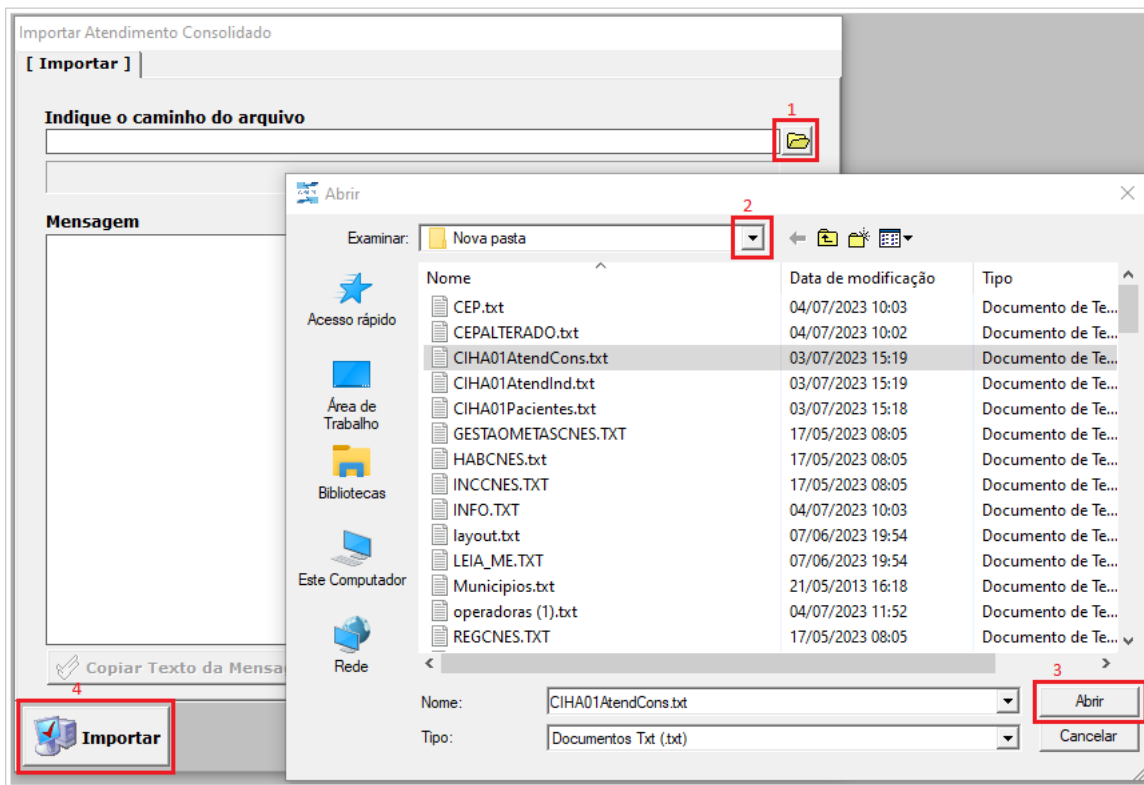 Importar Atendimento Consolidado
[ Importar ]
Indique o caminho do arquivo
1
Mensagem
Abrir
2
Examinar: Nova pasta
Nome Data de modificação Tipo
CEP.txt 04/07/2023 10:03 Documento de Te...
CEPALTERADO.txt 04/07/2023 10:02 Documento de Te...
CIHA01AtendCons.txt 03/07/2023 15:19 Documento de Te...
CIHA01AtendInd.txt 03/07/2023 15:19 Documento de Te...
CIHA01Pacientes.txt 03/07/2023 15:18 Documento de Te...
GESTAOMETASCNES.TXT 17/05/2023 08:05 Documento de Te...
HABCNES.txt 17/05/2023 08:05 Documento de Te...
INCCNES.TXT 17/05/2023 08:05 Documento de Te...
INFO.TXT 04/07/2023 10:03 Documento de Te...
layout.txt 07/06/2023 19:54 Documento de Te...
LEIA_ME.TXT 07/06/2023 19:54 Documento de Te...
Municipios.txt 21/05/2013 16:18 Documento de Te...
operadoras (1).txt 04/07/2023 11:52 Documento de Te...
REGCNES.TXT 17/05/2023 08:05 Documento de Te...
Acesso rápido
Área de
Trabalho
Bibliotecas
Este Computador
Rede
Copiar Texto da Mensa
3
Nome: CIHA01AtendCons.txt Abrir
Tipo: Documentos Txt (.txt) Cancelar
4
Importar